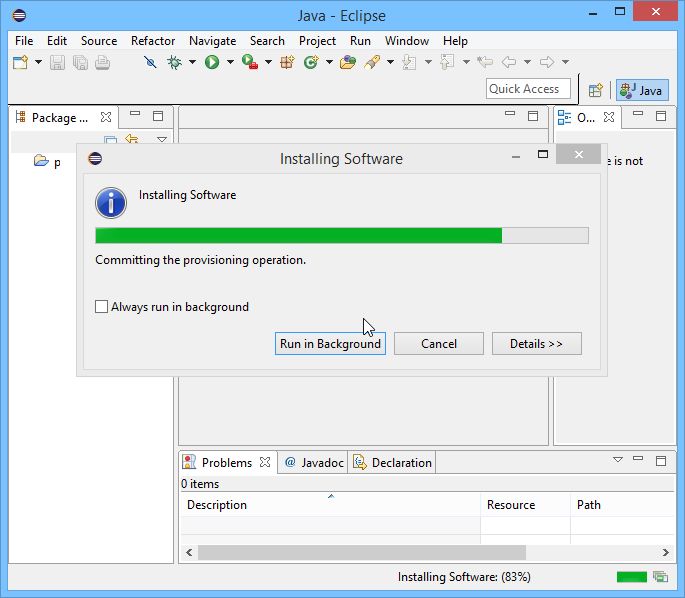 Java - Eclipse
File Edit Source Refactor Navigate Search Project Run Window Help
Quick Access
Java
Package ...
O...
p
e is not
Installing Software
Installing Software
Committing the provisioning operation.
Always run in background
Run in Background Cancel Details >>
Problems @ Javadoc Declaration
0 items
Description Resource Path
Installing Software: (83%)